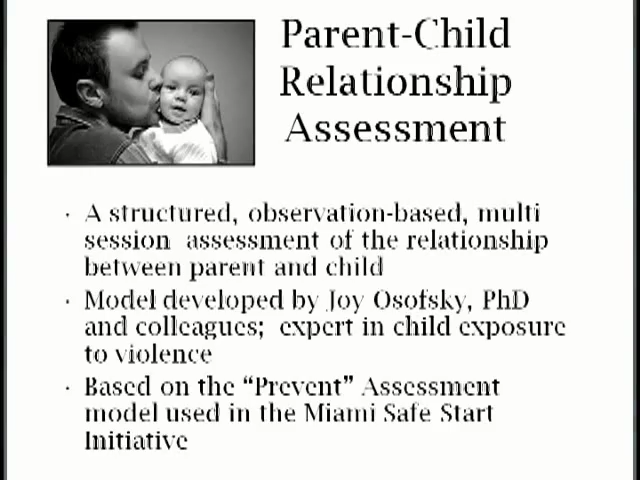 Parent-Child
Relationship
Assessment
· A structured, observation-based, multi
session assessment of the relationship
between parent and child
· Model developed by Joy Osofsky, PhD
and colleagues; expert in child exposure
to violence
· Based on the “Prevent” Assessment
model used in the Miami Safe Start
Initiative